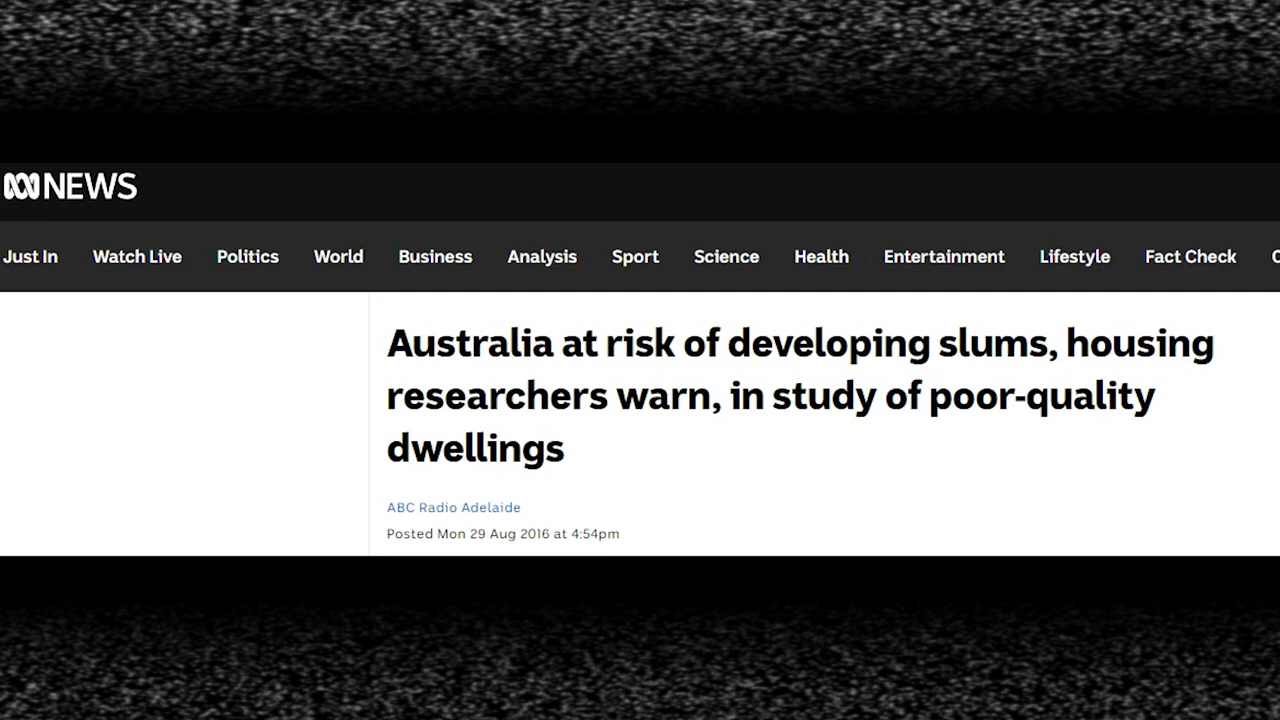 NEWS
Just In Watch Live Politics World Business Analysis Sport Science Health Entertainment Lifestyle Fact Check
Australia at risk of developing slums, housing
researchers warn, in study of poor-quality
dwellings
ABC Radio Adelaide
Posted Mon 29 Aug 2016 at 4:54pm